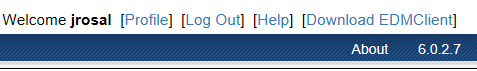 Welcome jrosal [Profile] [Log Out] [Help] [Download EDMClient]
About 6.0.2.7